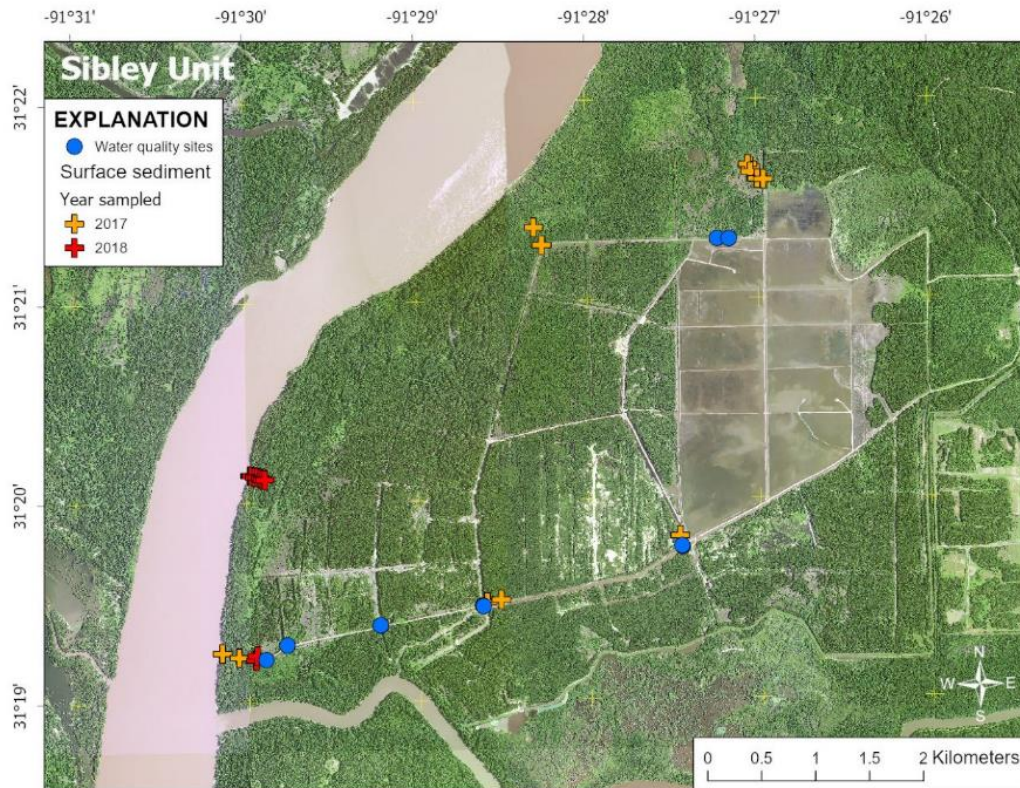 -91°31' -91°30' -91°29' -91°28' -91°27' -91°26'
Sibley Unit
31°22'
EXPLANATION
Water quality sites
Surface sediment
Year sampled
2017
2018
31°21'
31°20'
31°19'
N
W E
S
0 0.5 1 2 Kilometers